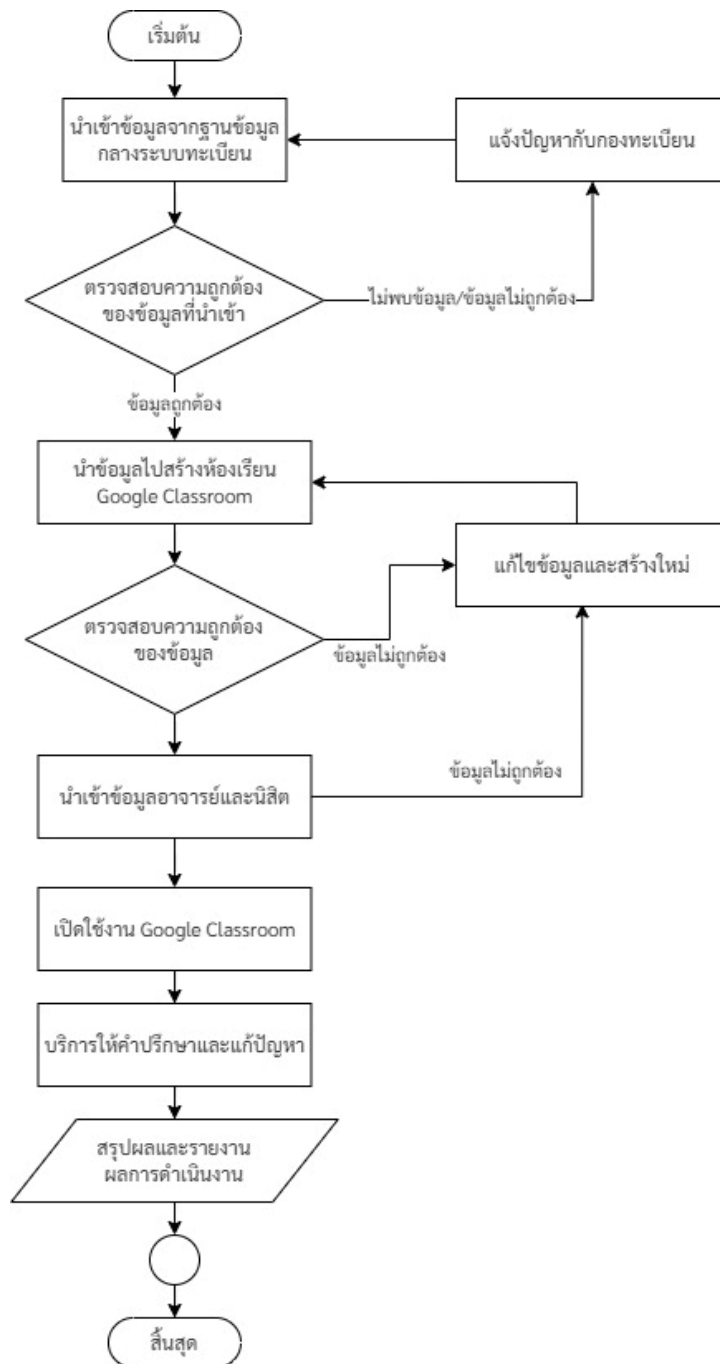 เริ่มต้น
นำเข้าข้อมูลจากฐานข้อมูล
กลางระบบทะเบียน
แจ้งปัญหากับกองทะเบียน
ตรวจสอบความถูกต้อง
ของข้อมูลที่นำเข้า
ไม่พบข้อมูล/ข้อมูลไม่ถูกต้อง
ข้อมูลถูกต้อง
นำข้อมูลไปสร้างห้องเรียน
Google Classroom
แก้ไขข้อมูลและสร้างใหม่
ตรวจสอบความถูกต้อง
ของข้อมูล
ข้อมูลไม่ถูกต้อง
นำเข้าข้อมูลอาจารย์และนิสิต
ข้อมูลไม่ถูกต้อง
เปิดใช้งาน Google Classroom
บริการให้คำปรึกษาและแก้ปัญหา
สรุปผลและรายงาน
ผลการดำเนินงาน
สิ้นสุด